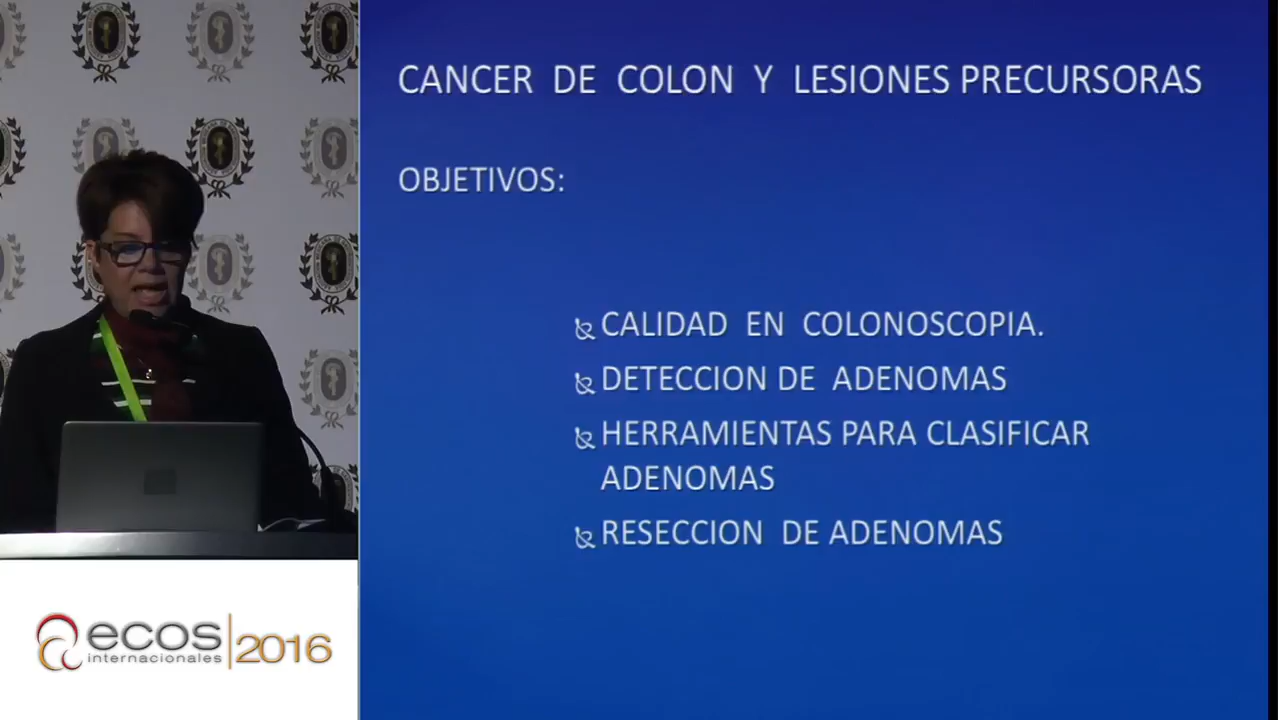 CANCER DE COLON Y LESIONES PRECURSORAS
OBJETIVOS:
CALIDAD EN COLONOSCOPIA.
DETECCION DE ADENOMAS
HERRAMIENTAS PARA CLASIFICAR
ADENOMAS
RESECCION DE ADENOMAS
ecos
internacionales
2016